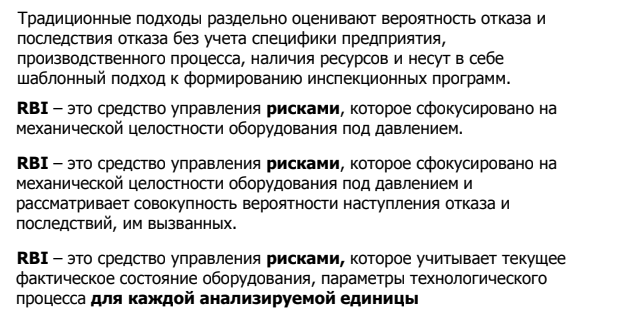 Традиционные подходы раздельно оценивают вероятность отказа и
последствия отказа без учета специфики предприятия,
производственного процесса, наличия ресурсов и несут в себе
шаблонный подход к формированию инспекционных программ.
RBI – это средство управления рисками, которое сфокусировано на
механической целостности оборудования под давлением.
RBI – это средство управления рисками, которое сфокусировано на
механической целостности оборудования под давлением и
рассматривает совокупность вероятности наступления отказа и
последствий, им вызванных.
RBI – это средство управления рисками, которое учитывает текущее
фактическое состояние оборудования, параметры технологического
процесса для каждой анализируемой единицы